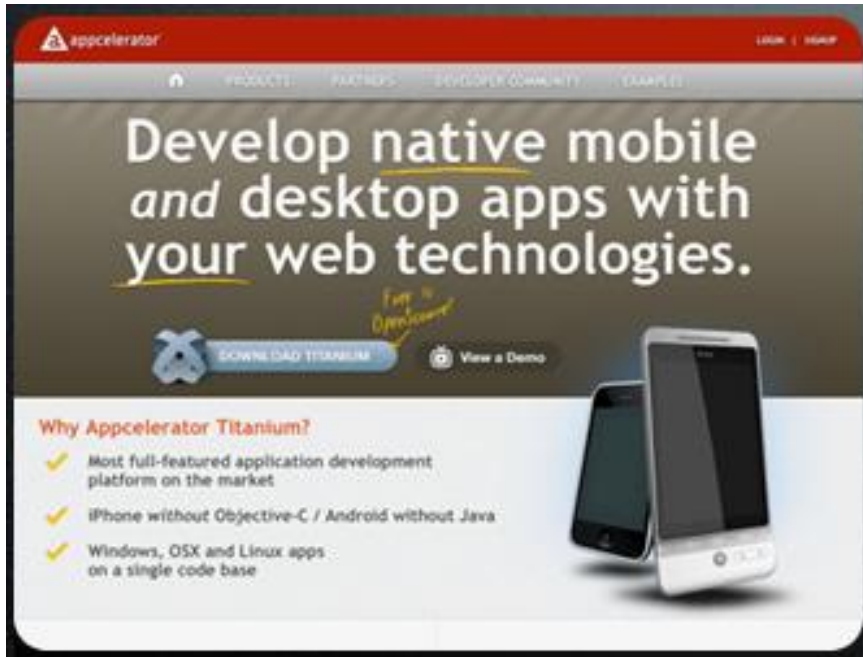 appcelerator
LOGIN | SIGNUP
PRODUCTS PARTNERS DEVELOPER COMMUNITY EXAMPLES
Develop native mobile
and desktop apps with
your web technologies.
Free &
OpenSource!
DOWNLOAD TITANIUM
View a Demo
Why Appcelerator Titanium?
Most full-featured application development
platform on the market
iPhone without Objective-C / Android without Java
Windows, OSX and Linux apps
on a single code base